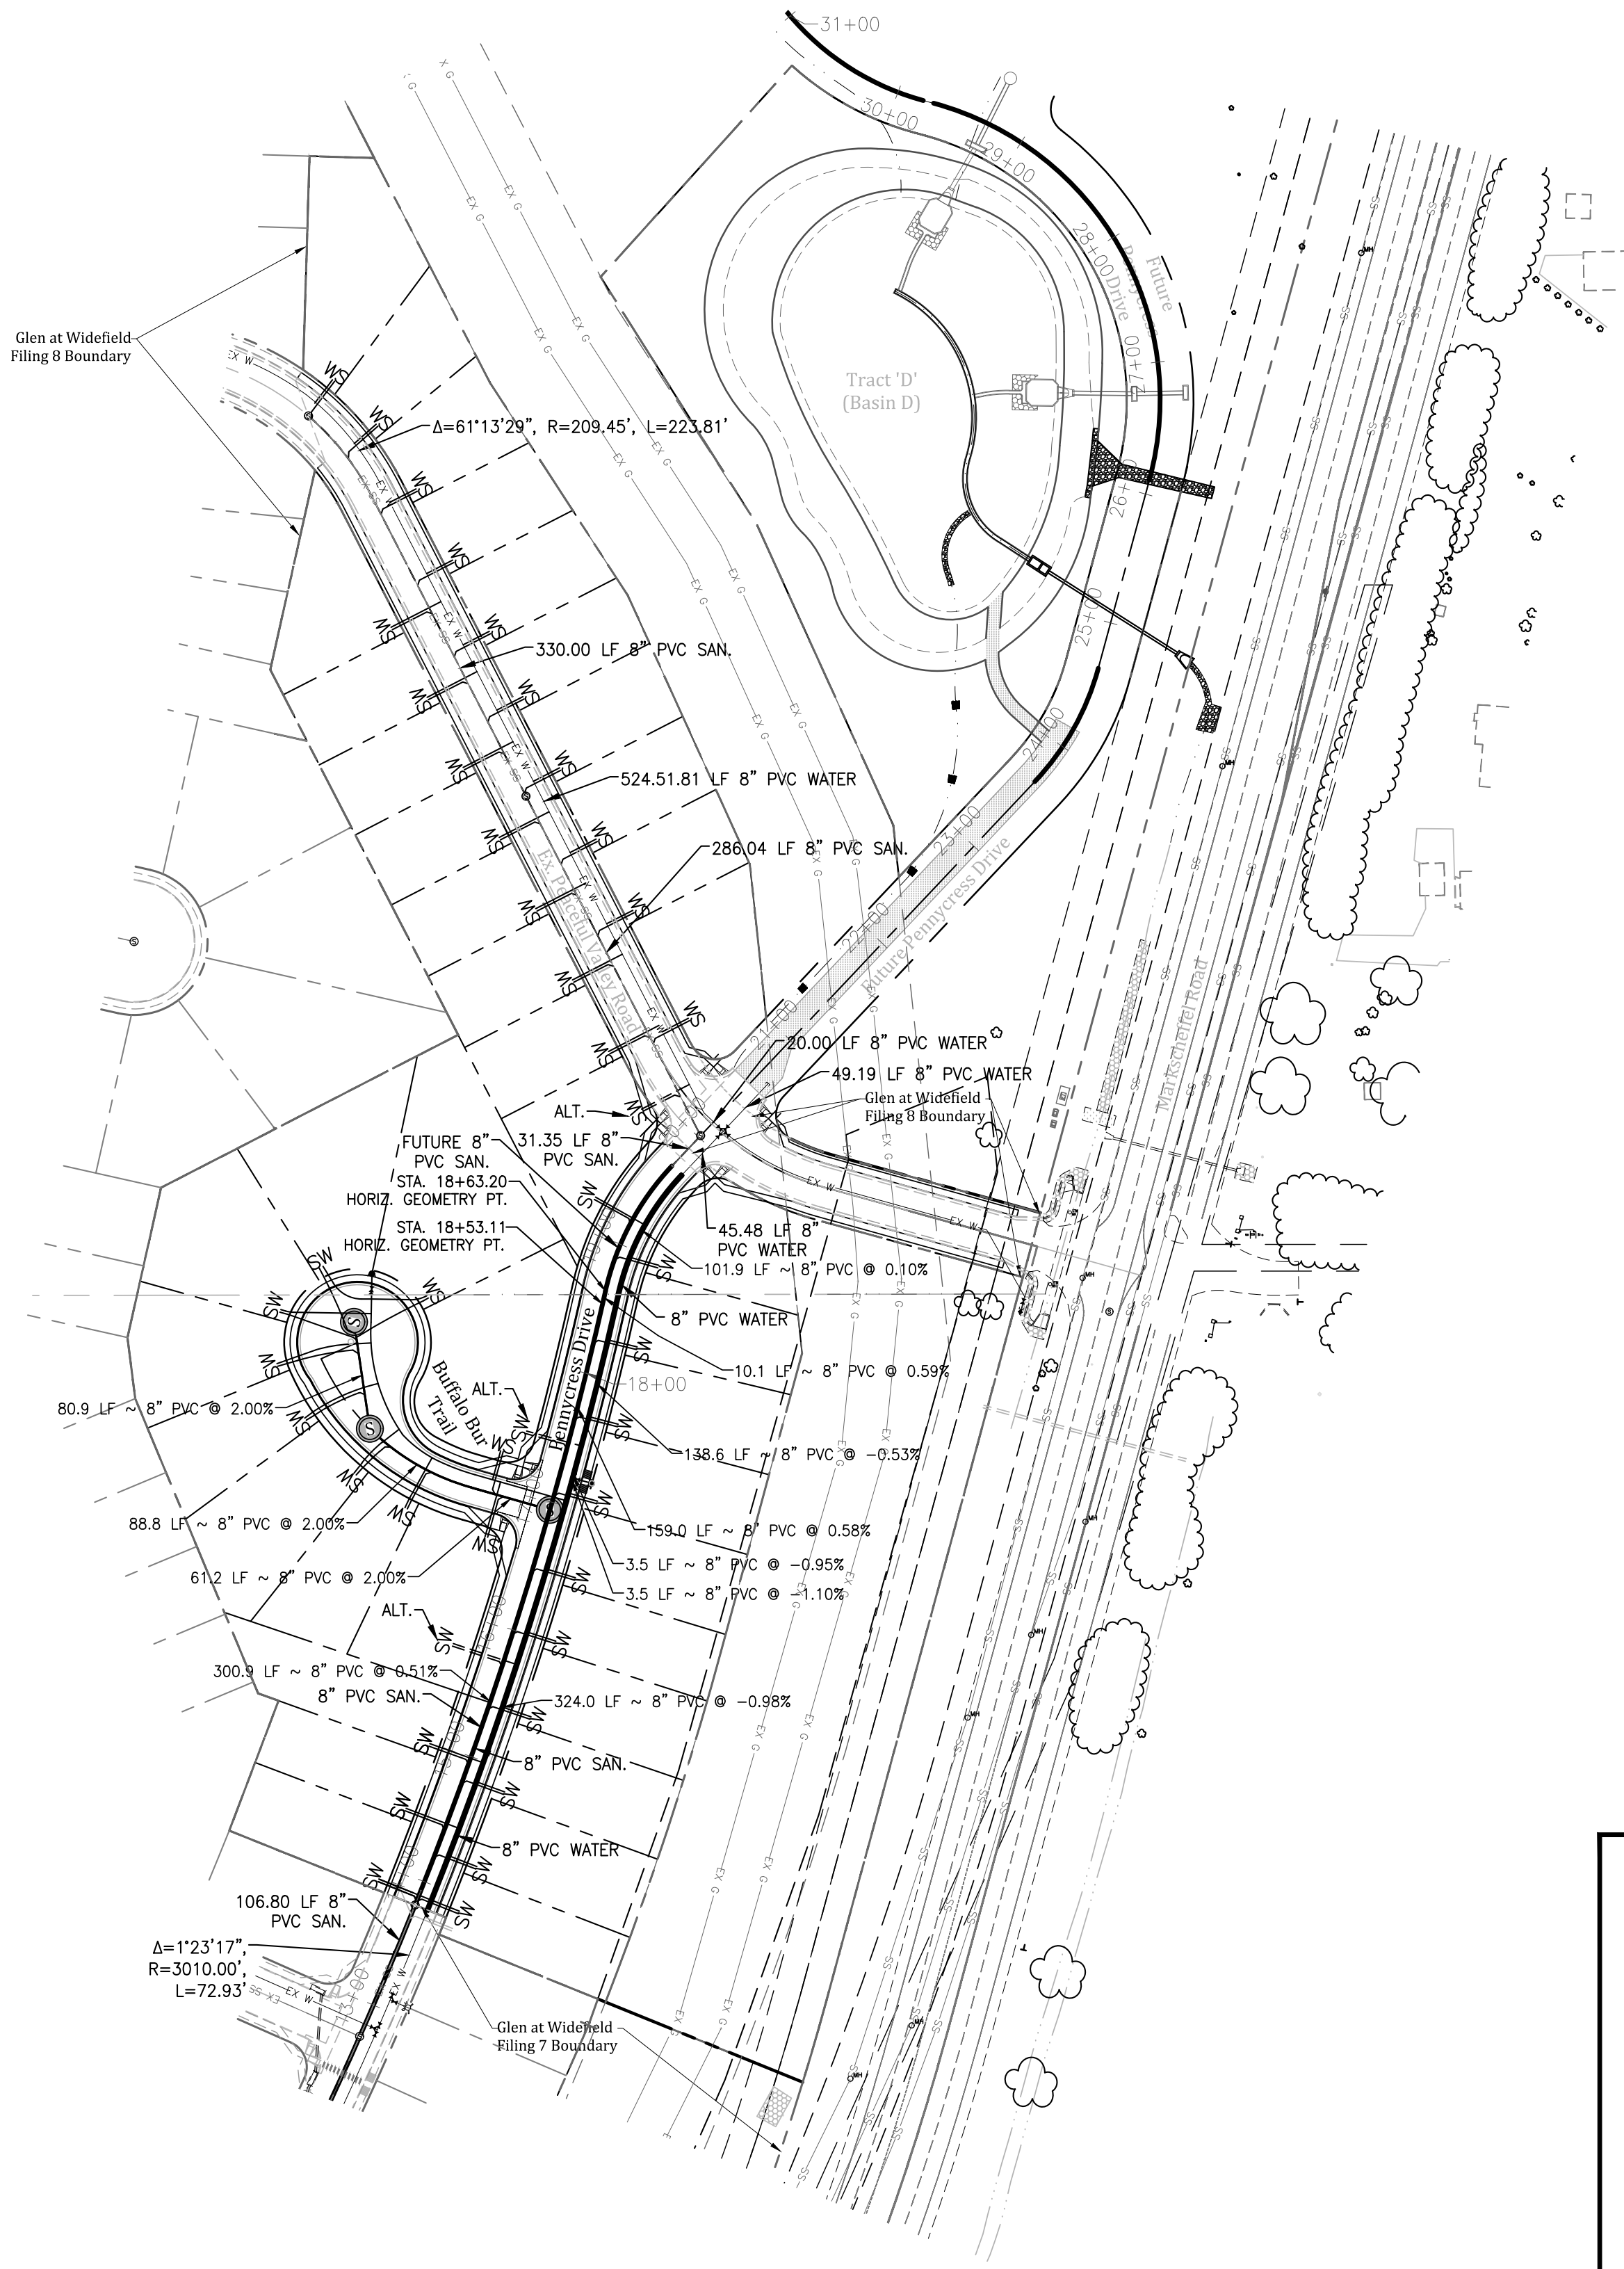 31+00
30+00
29+00
28+00
Future
Drive
27+00
Glen at Widefield
Filing 8 Boundary
EX W
WS
Δ=61°13'29", R=209.45', L=223.81'
Tract 'D'
(Basin D)
EX G
SS
MH
25+00
330.00 LF 8" PVC SAN.
24+00
524.51.81 LF 8" PVC WATER
23+00
286.04 LF 8" PVC SAN.
Ex. Peaceful Valley Road
22+00
Future Pennycress Drive
Markscheffel Road
21+00
20.00 LF 8" PVC WATER
49.19 LF 8" PVC WATER
Glen at Widefield
Filing 8 Boundary
ALT.
FUTURE 8"
PVC SAN.
31.35 LF 8"
PVC SAN.
STA. 18+63.20
HORIZ. GEOMETRY PT.
STA. 18+53.11
HORIZ. GEOMETRY PT.
45.48 LF 8"
PVC WATER
101.9 LF ~ 8" PVC @ 0.10%
8" PVC WATER
Pennycress Drive
10.1 LF ~ 8" PVC @ 0.59%
18+00
Buffalo Bur
Trail
ALT.
80.9 LF ~ 8" PVC @ 2.00%
S
138.6 LF ~ 8" PVC @ -0.53%
88.8 LF ~ 8" PVC @ 2.00%
159.0 LF ~ 8" PVC @ 0.58%
3.5 LF ~ 8" PVC @ -0.95%
61.2 LF ~ 8" PVC @ 2.00%
3.5 LF ~ 8" PVC @ -1.10%
ALT.
SW
300.9 LF ~ 8" PVC @ 0.51%
8" PVC SAN.
324.0 LF ~ 8" PVC @ -0.98%
8" PVC SAN.
8" PVC WATER
106.80 LF 8"
PVC SAN.
Δ=1°23'17",
R=3010.00',
L=72.93'
EX W
EX SS
Glen at Widefield
Filing 7 Boundary